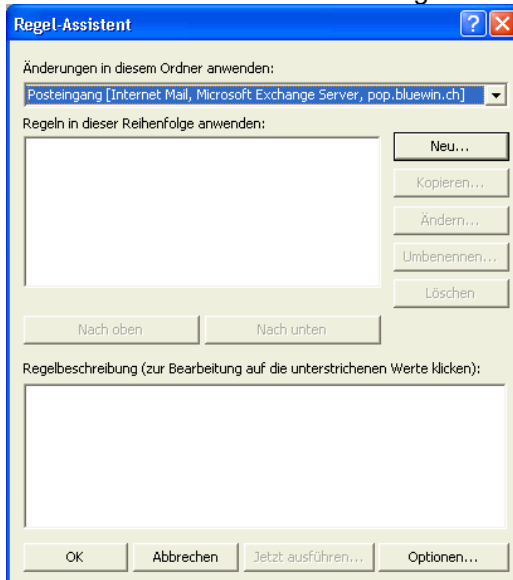 Regel-Assistent
Änderungen in diesem Ordner anwenden:
Posteingang [Internet Mail, Microsoft Exchange Server, pop.bluewin.ch]
Regeln in dieser Reihenfolge anwenden:
Neu...
Kopieren...
Ändern...
Umbenennen...
Löschen
Nach oben Nach unten
Regelbeschreibung (zur Bearbeitung auf die unterstrichenen Werte klicken):
OK Abbrechen Jetzt ausführen... Optionen...